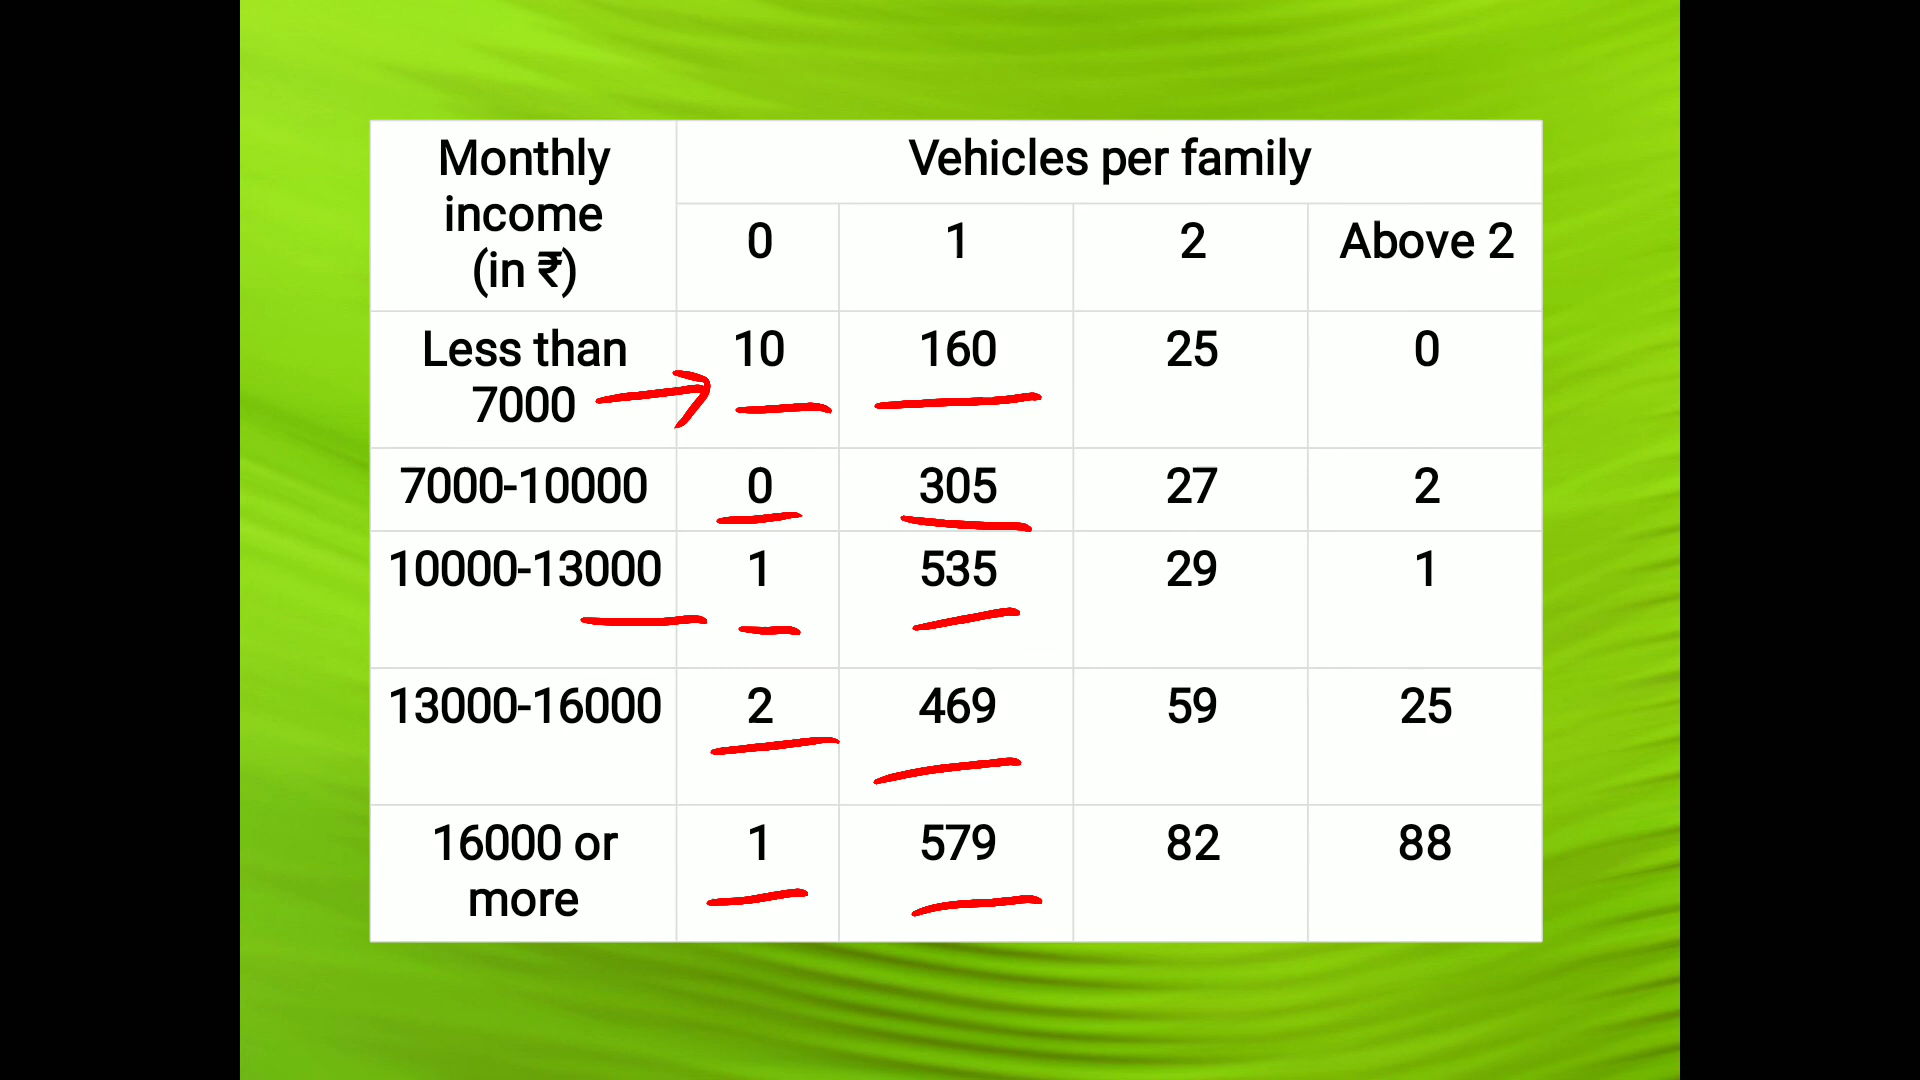 Monthly income (in ₹) Vehicles per family
0 1 2 Above 2
Less than 7000 10 160 25 0
7000-10000 0 305 27 2
10000-13000 1 535 29 1
13000-16000 2 469 59 25
16000 or more 1 579 82 88